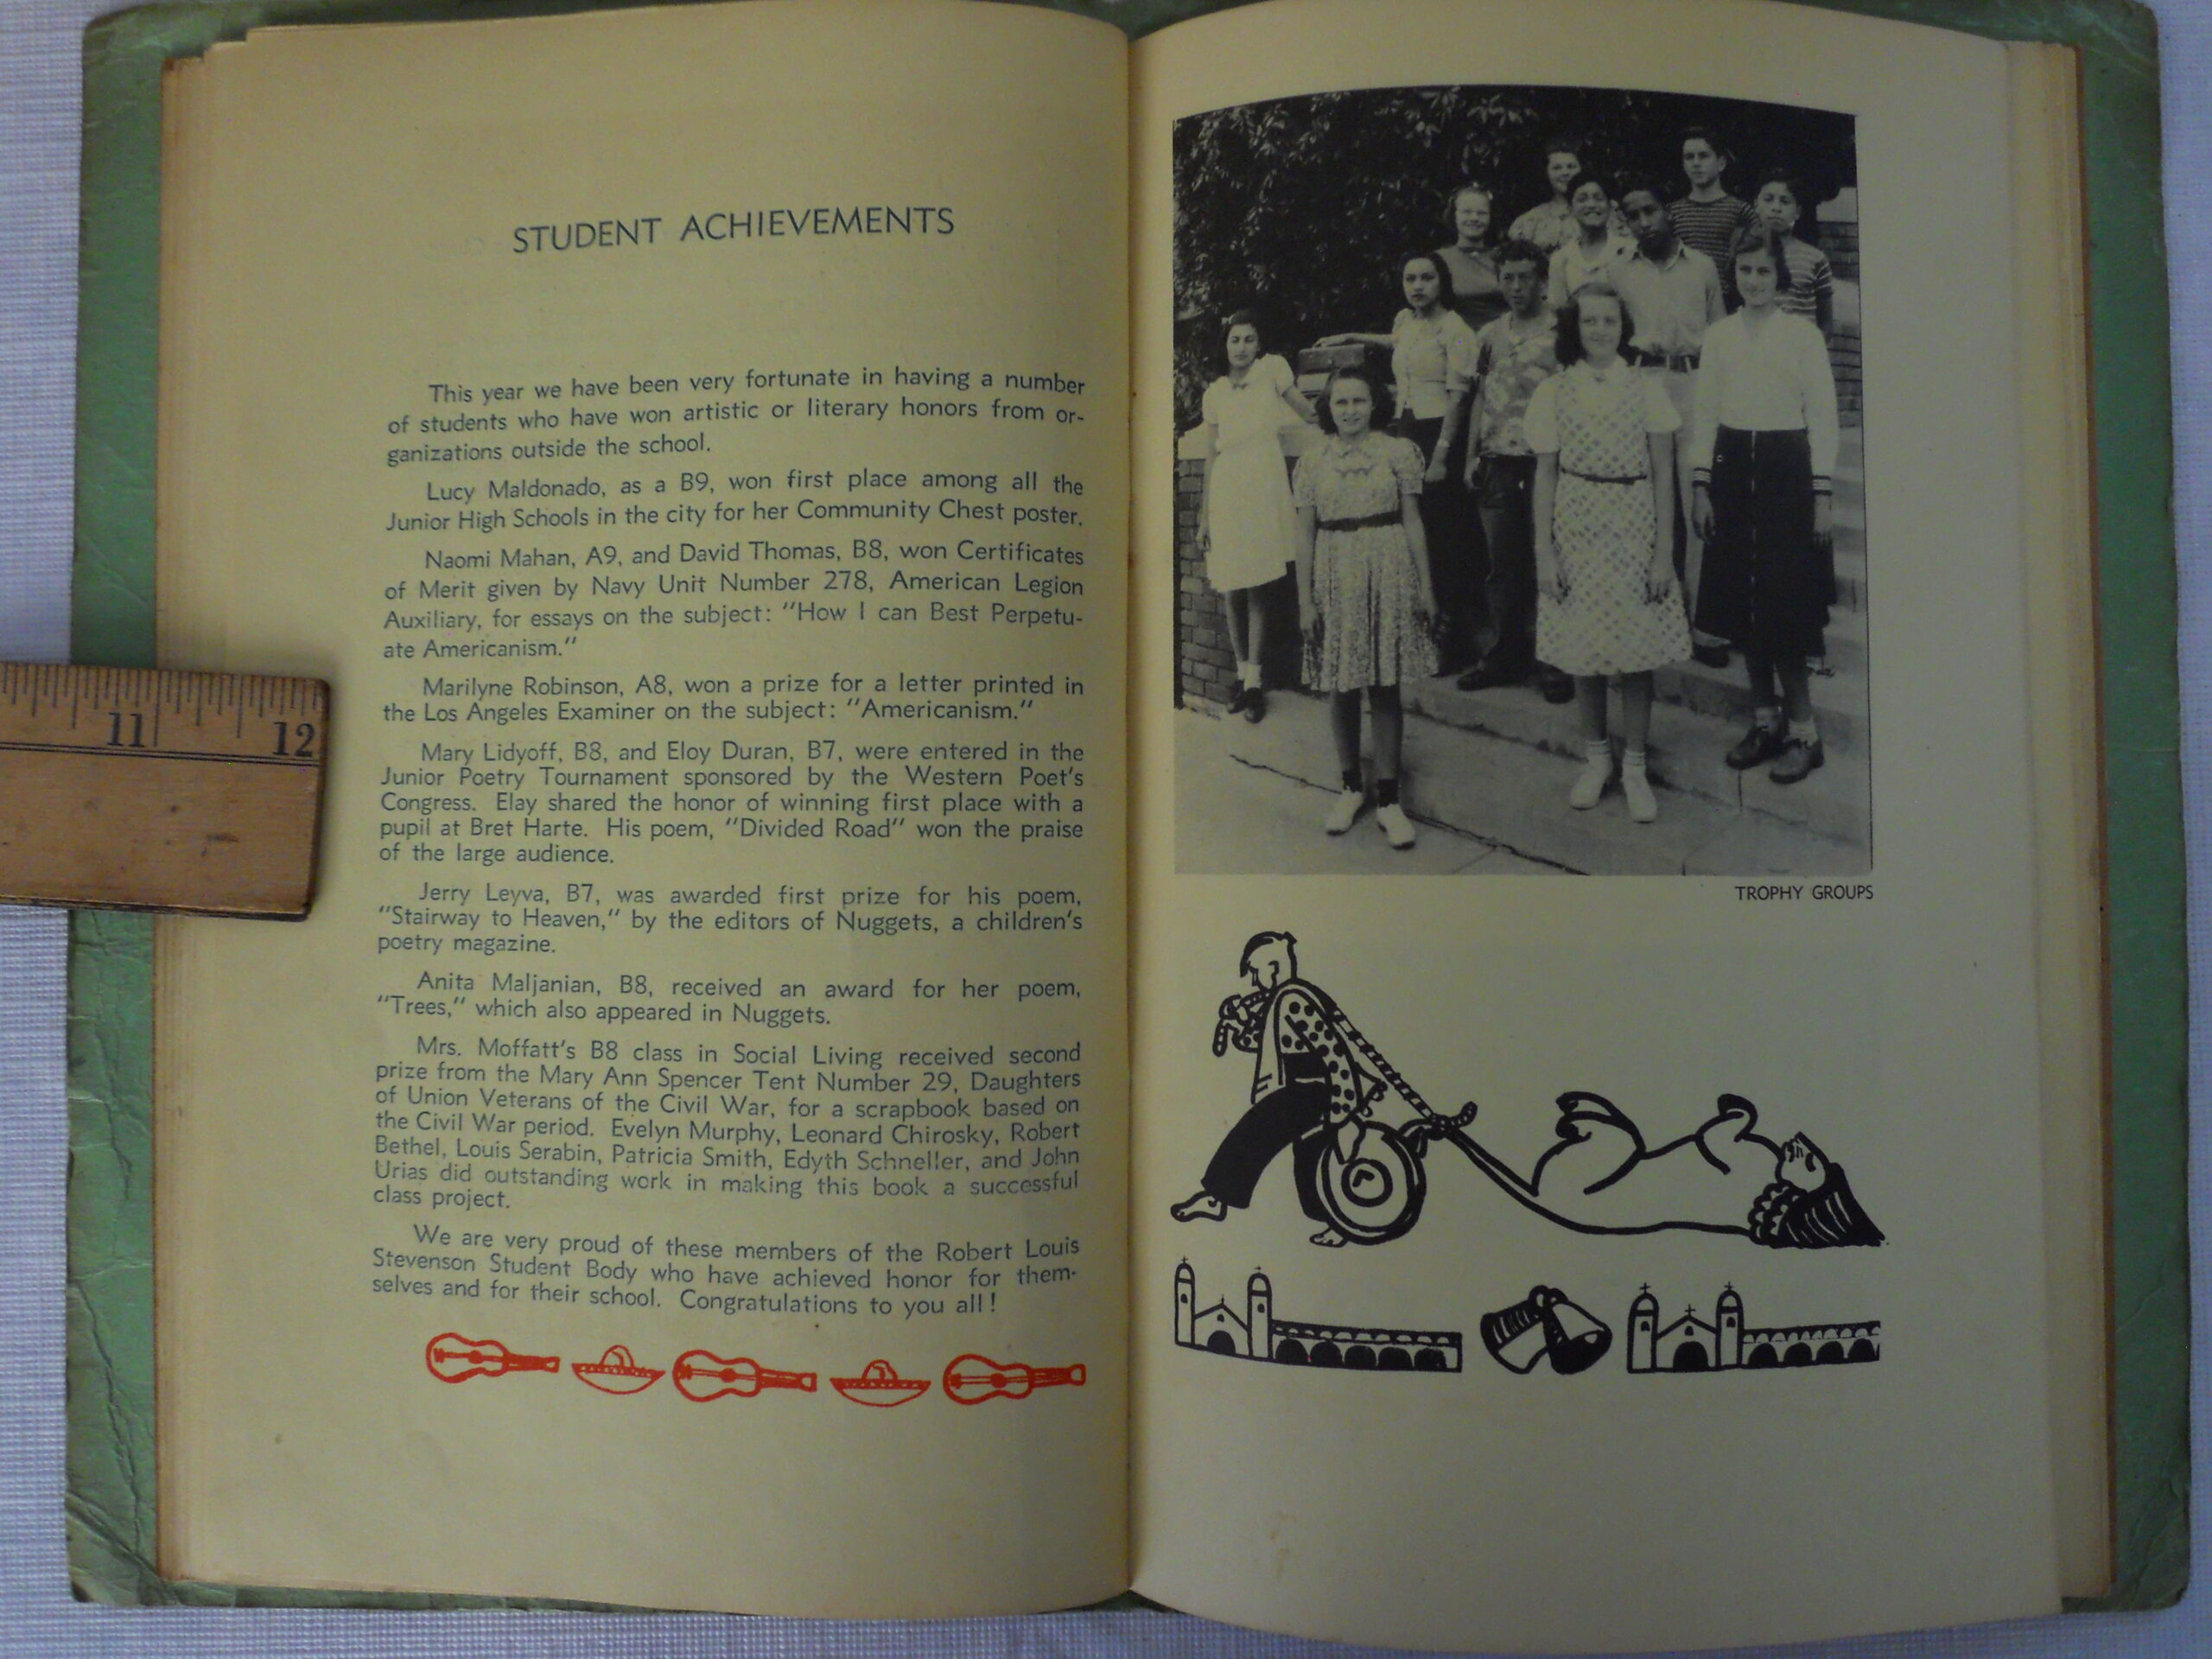 STUDENT ACHIEVEMENTS
This year we have been very fortunate in having a number
of students who have won artistic or literary honors from or-
ganizations outside the school.
Lucy Maldonado, as a B9, won first place among all the
Junior High Schools in the city for her Community Chest poster.
Naomi Mahan, A9, and David Thomas, B8, won Certificates
of Merit given by Navy Unit Number 278, American Legion
Auxiliary, for essays on the subject: "How I can Best Perpetu-
ate Americanism."
Marilyne Robinson, A8, won a prize for a letter printed in
the Los Angeles Examiner on the subject: "Americanism."
Mary Lidyoff, B8, and Eloy Duran, B7, were entered in the
Junior Poetry Tournament sponsored by the Western Poet's
Congress. Elay shared the honor of winning first place with a
pupil at Bret Harte. His poem, "Divided Road" won the praise
of the large audience.
Jerry Leyva, B7, was awarded first prize for his poem,
"Stairway to Heaven," by the editors of Nuggets, a children's
poetry magazine.
Anita Maljanian, B8, received an award for her poem,
"Trees," which also appeared in Nuggets.
Mrs. Moffatt's B8 class in Social Living received second
prize from the Mary Ann Spencer Tent Number 29, Daughters
of Union Veterans of the Civil War, for a scrapbook based on
the Civil War period. Evelyn Murphy, Leonard Chirosky, Robert
Bethel, Louis Serabin, Patricia Smith, Edyth Schneller, and John
Urias did outstanding work in making this book a successful
class project.
We are very proud of these members of the Robert Louis
Stevenson Student Body who have achieved honor for them-
selves and for their school. Congratulations to you all!
11 12
TROPHY GROUPS